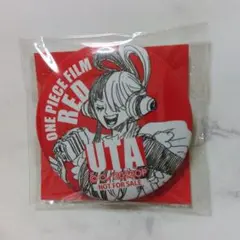 ONE PIECE FILM
RED
UTA
NOT FOR SALE